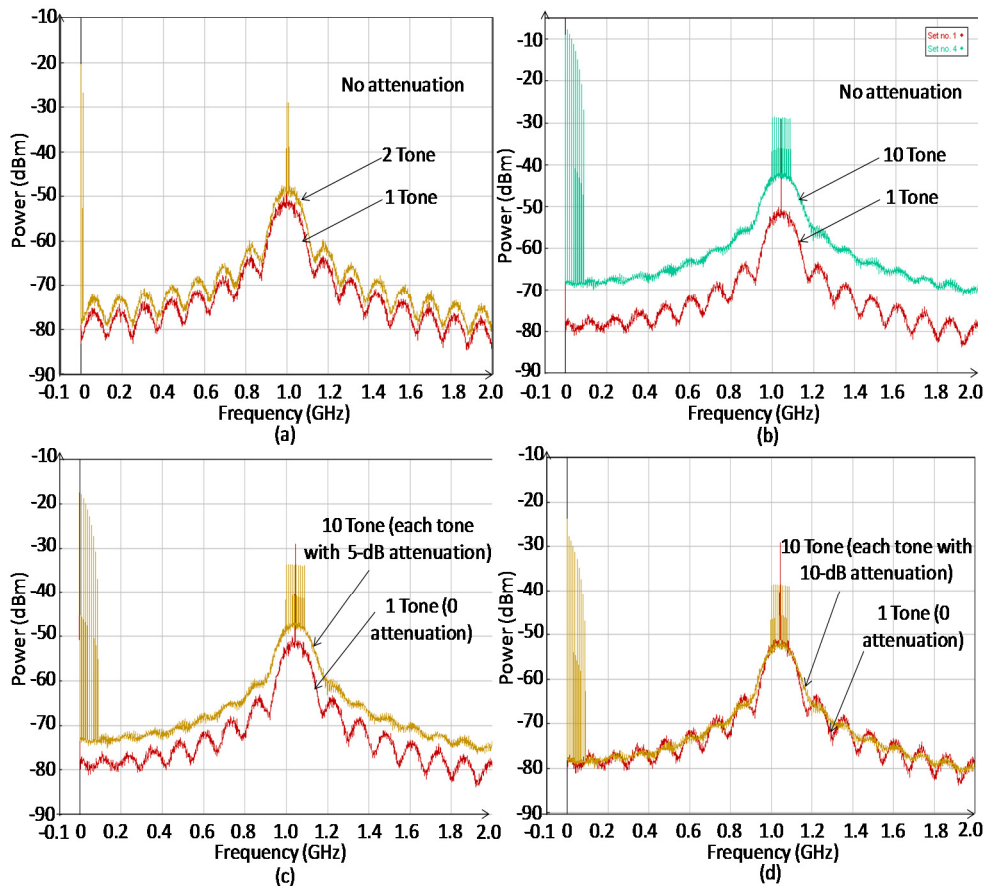 -10
-20
-30
-40
-50
-60
-70
-80
-90
Power (dBm)
No attenuation
2 Tone
1 Tone
-0.1 0 0.2 0.4 0.6 0.8 1.0 1.2 1.4 1.6 1.8 2.0
Frequency (GHz)
(a)
-10
-20
-30
-40
-50
-60
-70
-80
-90
Power (dBm)
Set no. 1
Set no. 4
No attenuation
10 Tone
1 Tone
-0.1 0 0.2 0.4 0.6 0.8 1.0 1.2 1.4 1.6 1.8 2.0
Frequency (GHz)
(b)
-10
-20
-30
-40
-50
-60
-70
-80
-90
Power (dBm)
10 Tone (each tone
with 5-dB attenuation)
1 Tone (0
attenuation)
-0.1 0 0.2 0.4 0.6 0.8 1.0 1.2 1.4 1.6 1.8 2.0
Frequency (GHz)
(c)
-10
-20
-30
-40
-50
-60
-70
-80
-90
Power (dBm)
10 Tone (each tone with
10-dB attenuation)
1 Tone (0
attenuation)
-0.1 0 0.2 0.4 0.6 0.8 1.0 1.2 1.4 1.6 1.8 2.0
Frequency (GHz)
(d)